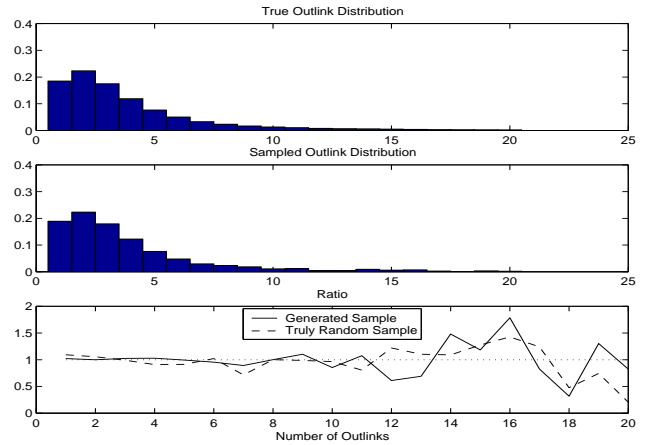 True Outlink Distribution
0.4
0.3
0.2
0.1
0
0 5 10 15 20 25
Sampled Outlink Distribution
0.4
0.3
0.2
0.1
0
0 5 10 15 20 25
Ratio
2
1.5
1
0.5
0
Generated Sample
Truly Random Sample
0 2 4 6 8 10 12 14 16 18 20
Number of Outlinks